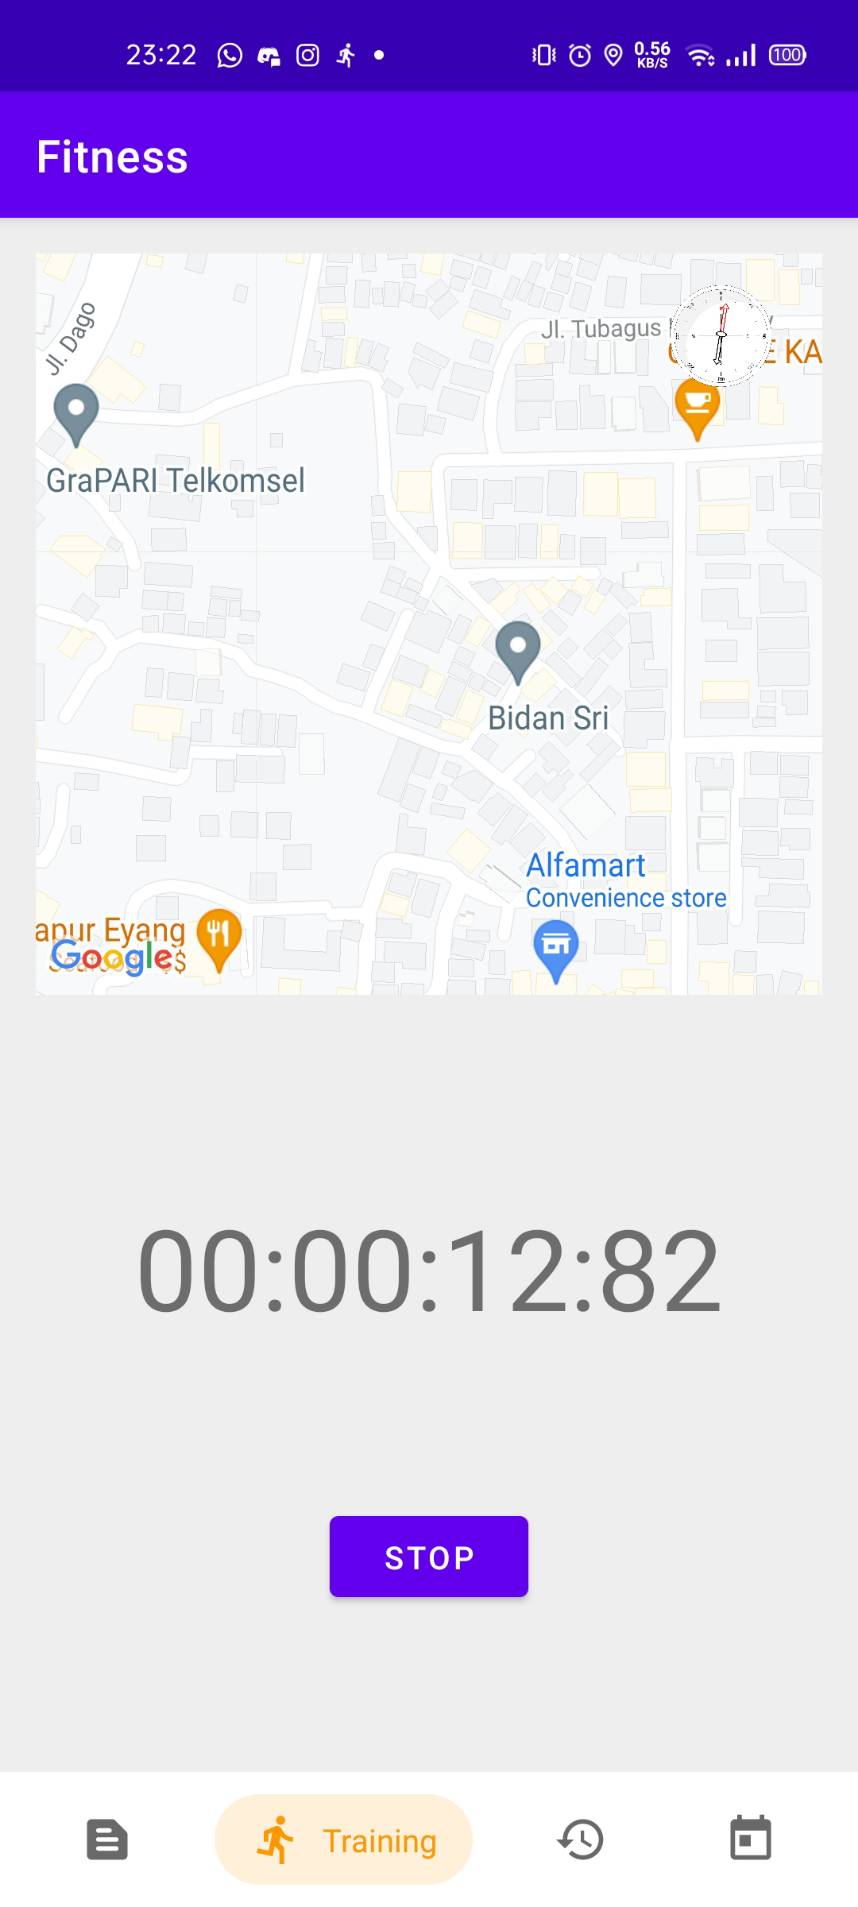 23:22
0.56
KB/S
100
Fitness
Jl. Dago
Jl. Tubagus
KA
GraPARI Telkomsel
Bidan Sri
Alfamart
Convenience store
apur Eyang
Google
$
00:00:12:82
STOP
Training